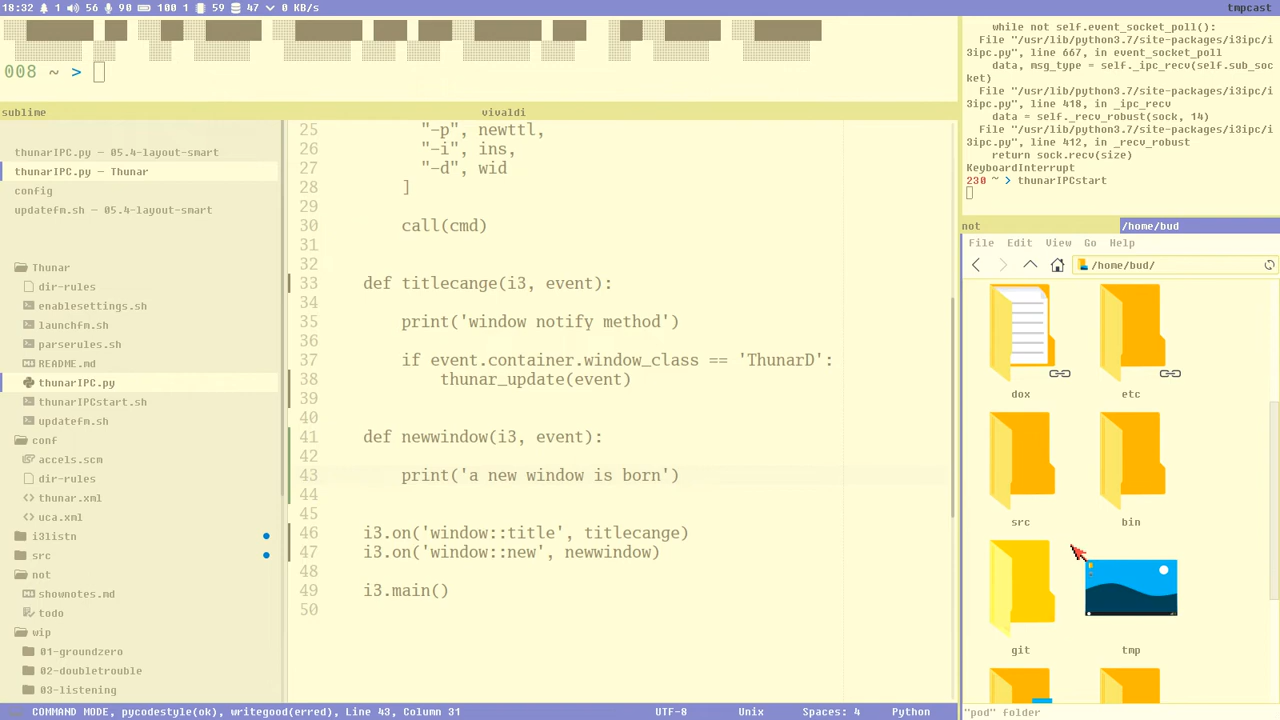 18:32 1 56 90 100 1 59 47 0 KB/s
tmpcast
008 ~ >
sublime
vivaldi
thunarIPC.py — 05.4-layout-smart
thunarIPC.py — Thunar
config
updatefm.sh — 05.4-layout-smart
Thunar
dir-rules
enablesettings.sh
launchfm.sh
parserules.sh
README.md
thunarIPC.py
thunarIPCstart.sh
updatefm.sh
conf
accels.scm
dir-rules
thunar.xml
uca.xml
i3listn
src
not
shownotes.md
todo
wip
01-groundzero
02-doubletrouble
03-listening
25 "-p", newttl,
26 "-i", ins,
27 "-d", wid
28 ]
29
30 call(cmd)
31
32
33 def titlecange(i3, event):
34
35 print('window notify method')
36
37 if event.container.window_class == 'ThunarD':
38 thunar_update(event)
39
40
41 def newwindow(i3, event):
42
43 print('a new window is born')
44
45
46 i3.on('window::title', titlecange)
47 i3.on('window::new', newwindow)
48
49 i3.main()
50
while not self.event_socket_poll():
File "/usr/lib/python3.7/site-packages/i3ipc/i
3ipc.py", line 667, in event_socket_poll
data, msg_type = self._ipc_recv(self.sub_soc
ket)
File "/usr/lib/python3.7/site-packages/i3ipc/i
3ipc.py", line 418, in _ipc_recv
data = self._recv_robust(sock, 14)
File "/usr/lib/python3.7/site-packages/i3ipc/i
3ipc.py", line 412, in _recv_robust
return sock.recv(size)
KeyboardInterrupt
230 ~ > thunarIPCstart
not
/home/bud
File Edit View Go Help
/home/bud/
dox
etc
src
bin
git
tmp
"pod" folder
COMMAND MODE, pycodestyle(ok), writegood(erred), Line 43, Column 31
UTF-8
Unix
Spaces: 4
Python